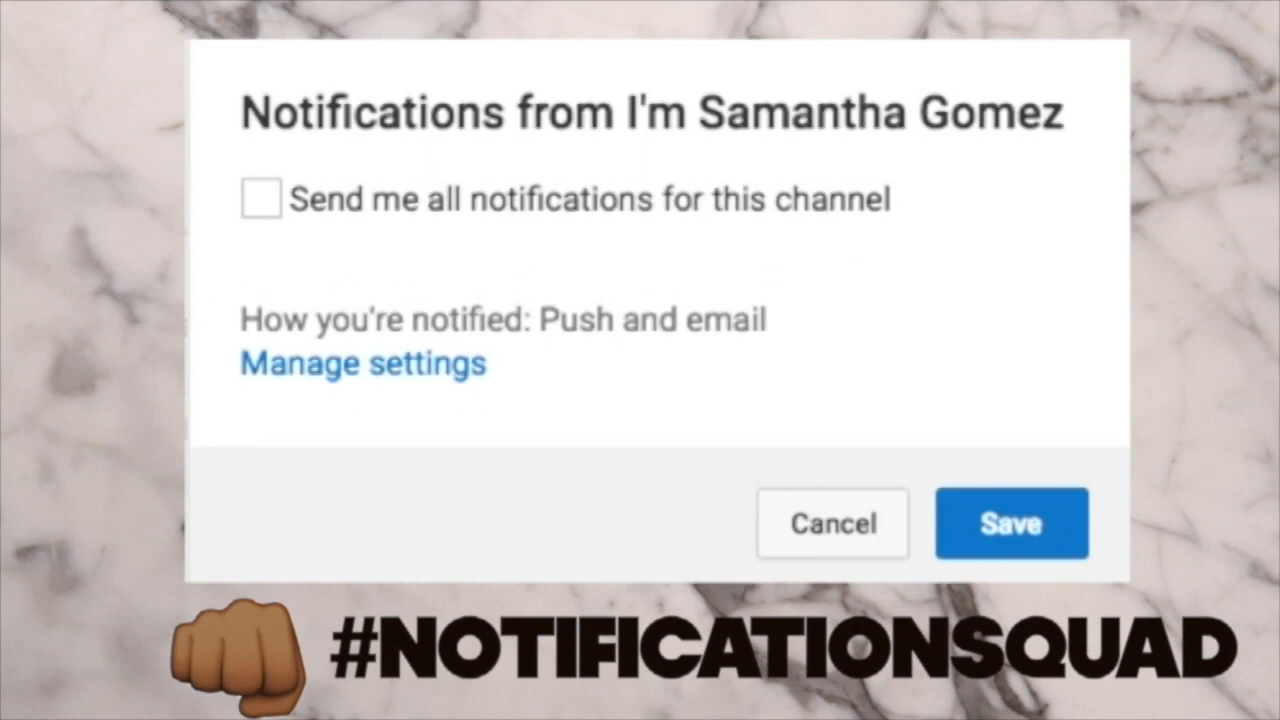 Notifications from I'm Samantha Gomez
Send me all notifications for this channel
How you're notified: Push and email
Manage settings
Cancel
Save
#NOTIFICATIONSQUAD